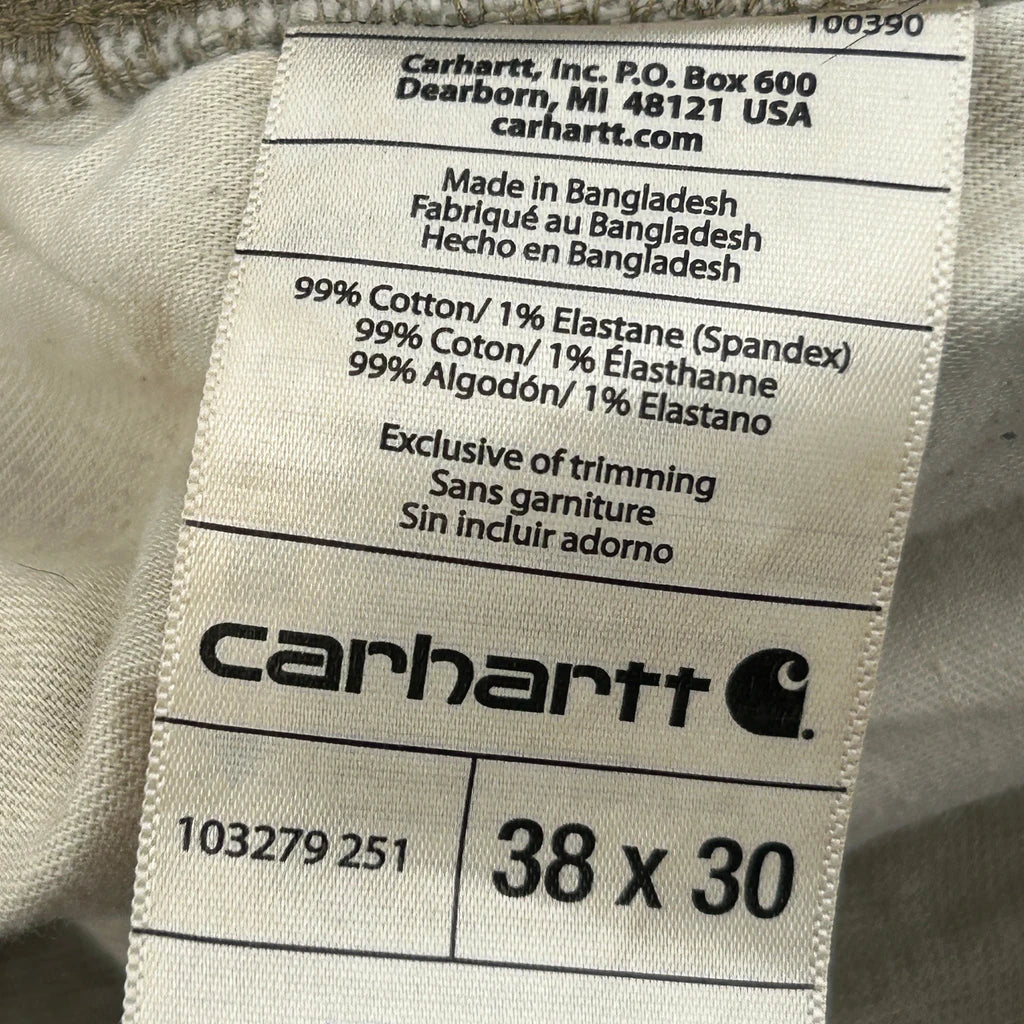 100390
Carhartt, Inc. P.O. Box 600
Dearborn, MI 48121 USA
carhartt.com
Made in Bangladesh
Fabriqué au Bangladesh
Hecho en Bangladesh
99% Cotton/ 1% Elastane (Spandex)
99% Coton/ 1% Élasthanne
99% Algodón/ 1% Elastano
Exclusive of trimming
Sans garniture
Sin incluir adorno
carhartt
103279 251
38 x 30